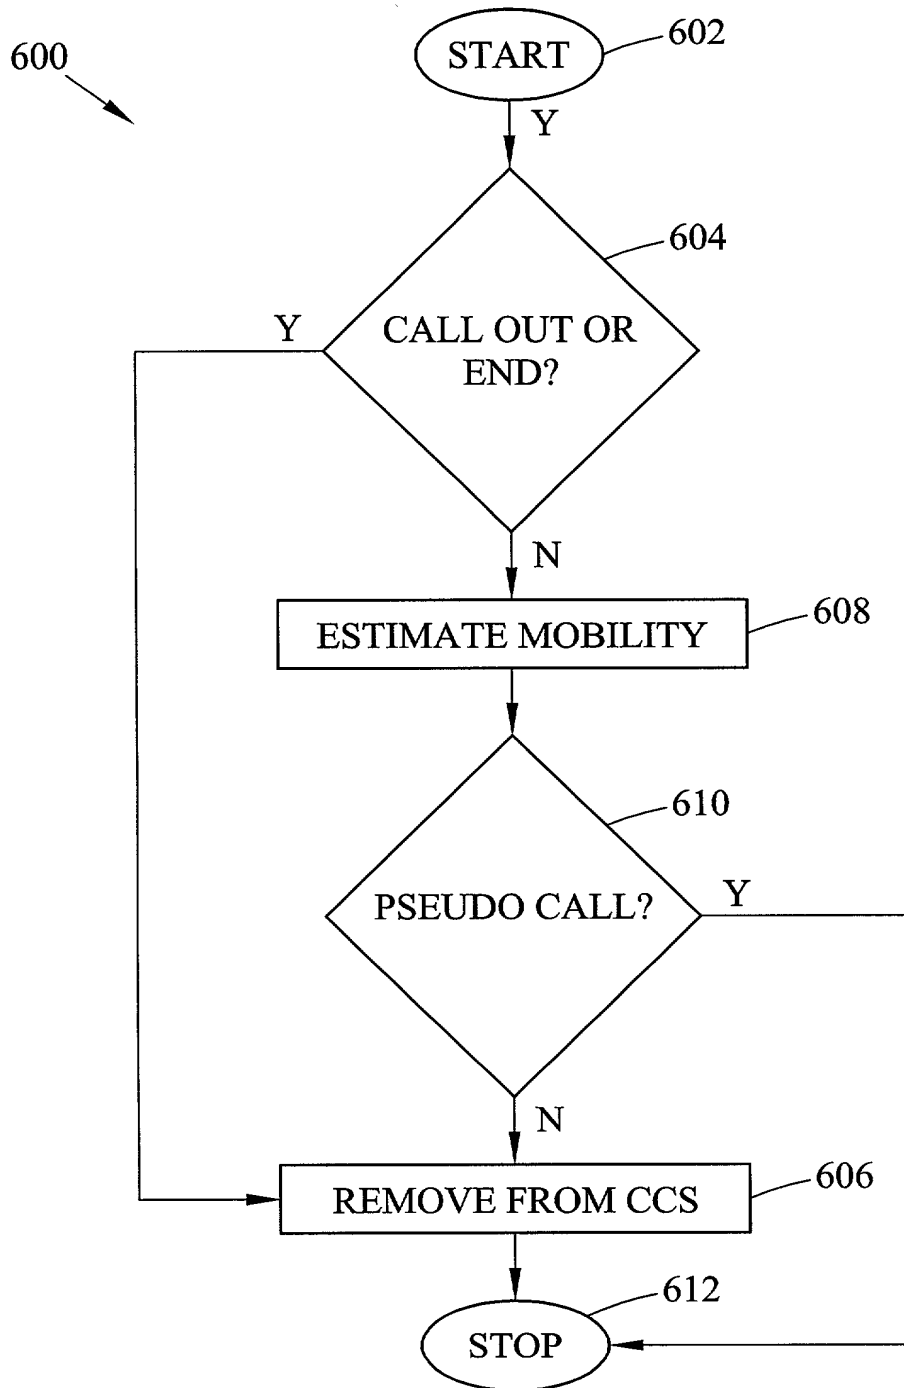 600
START
602
Y
604
CALL OUT OR
END?
Y
N
ESTIMATE MOBILITY
608
610
PSEUDO CALL?
Y
N
REMOVE FROM CCS
606
612
STOP